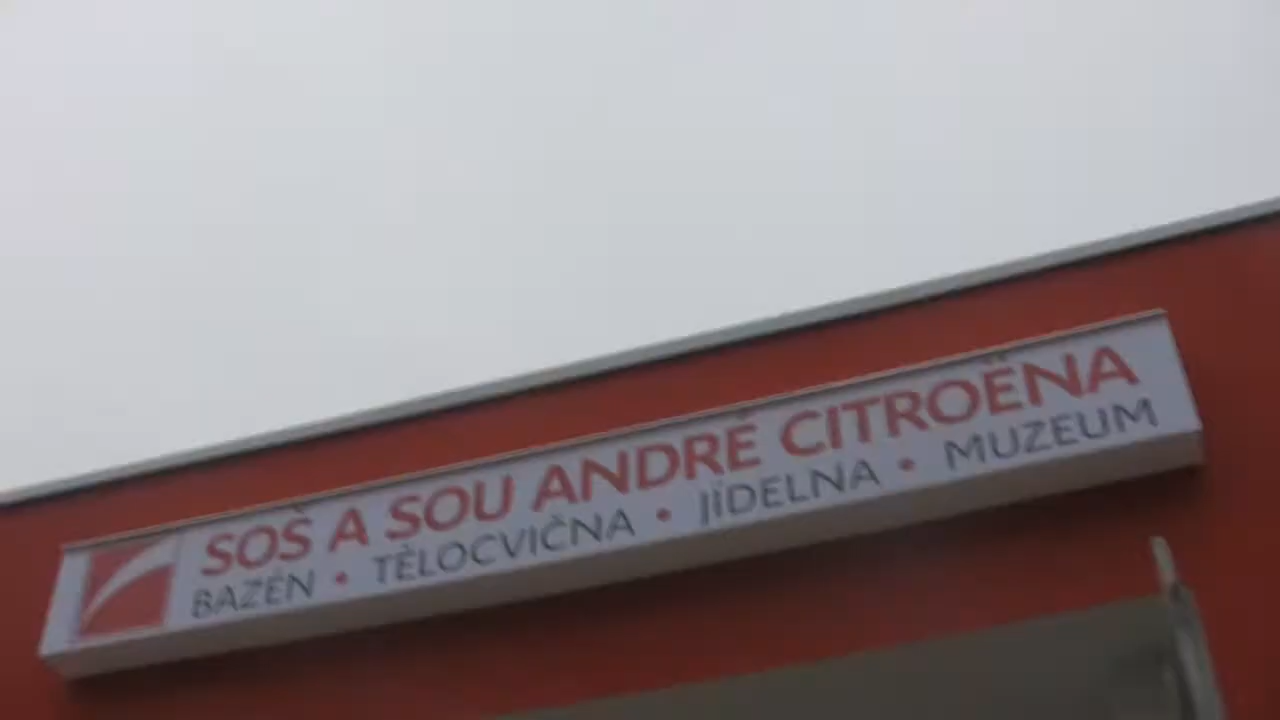 SOŠ A SOU ANDRÉ CITROËNA
BAZÉN • TĚLOCVIČNA • JÍDELNA • MUZEUM